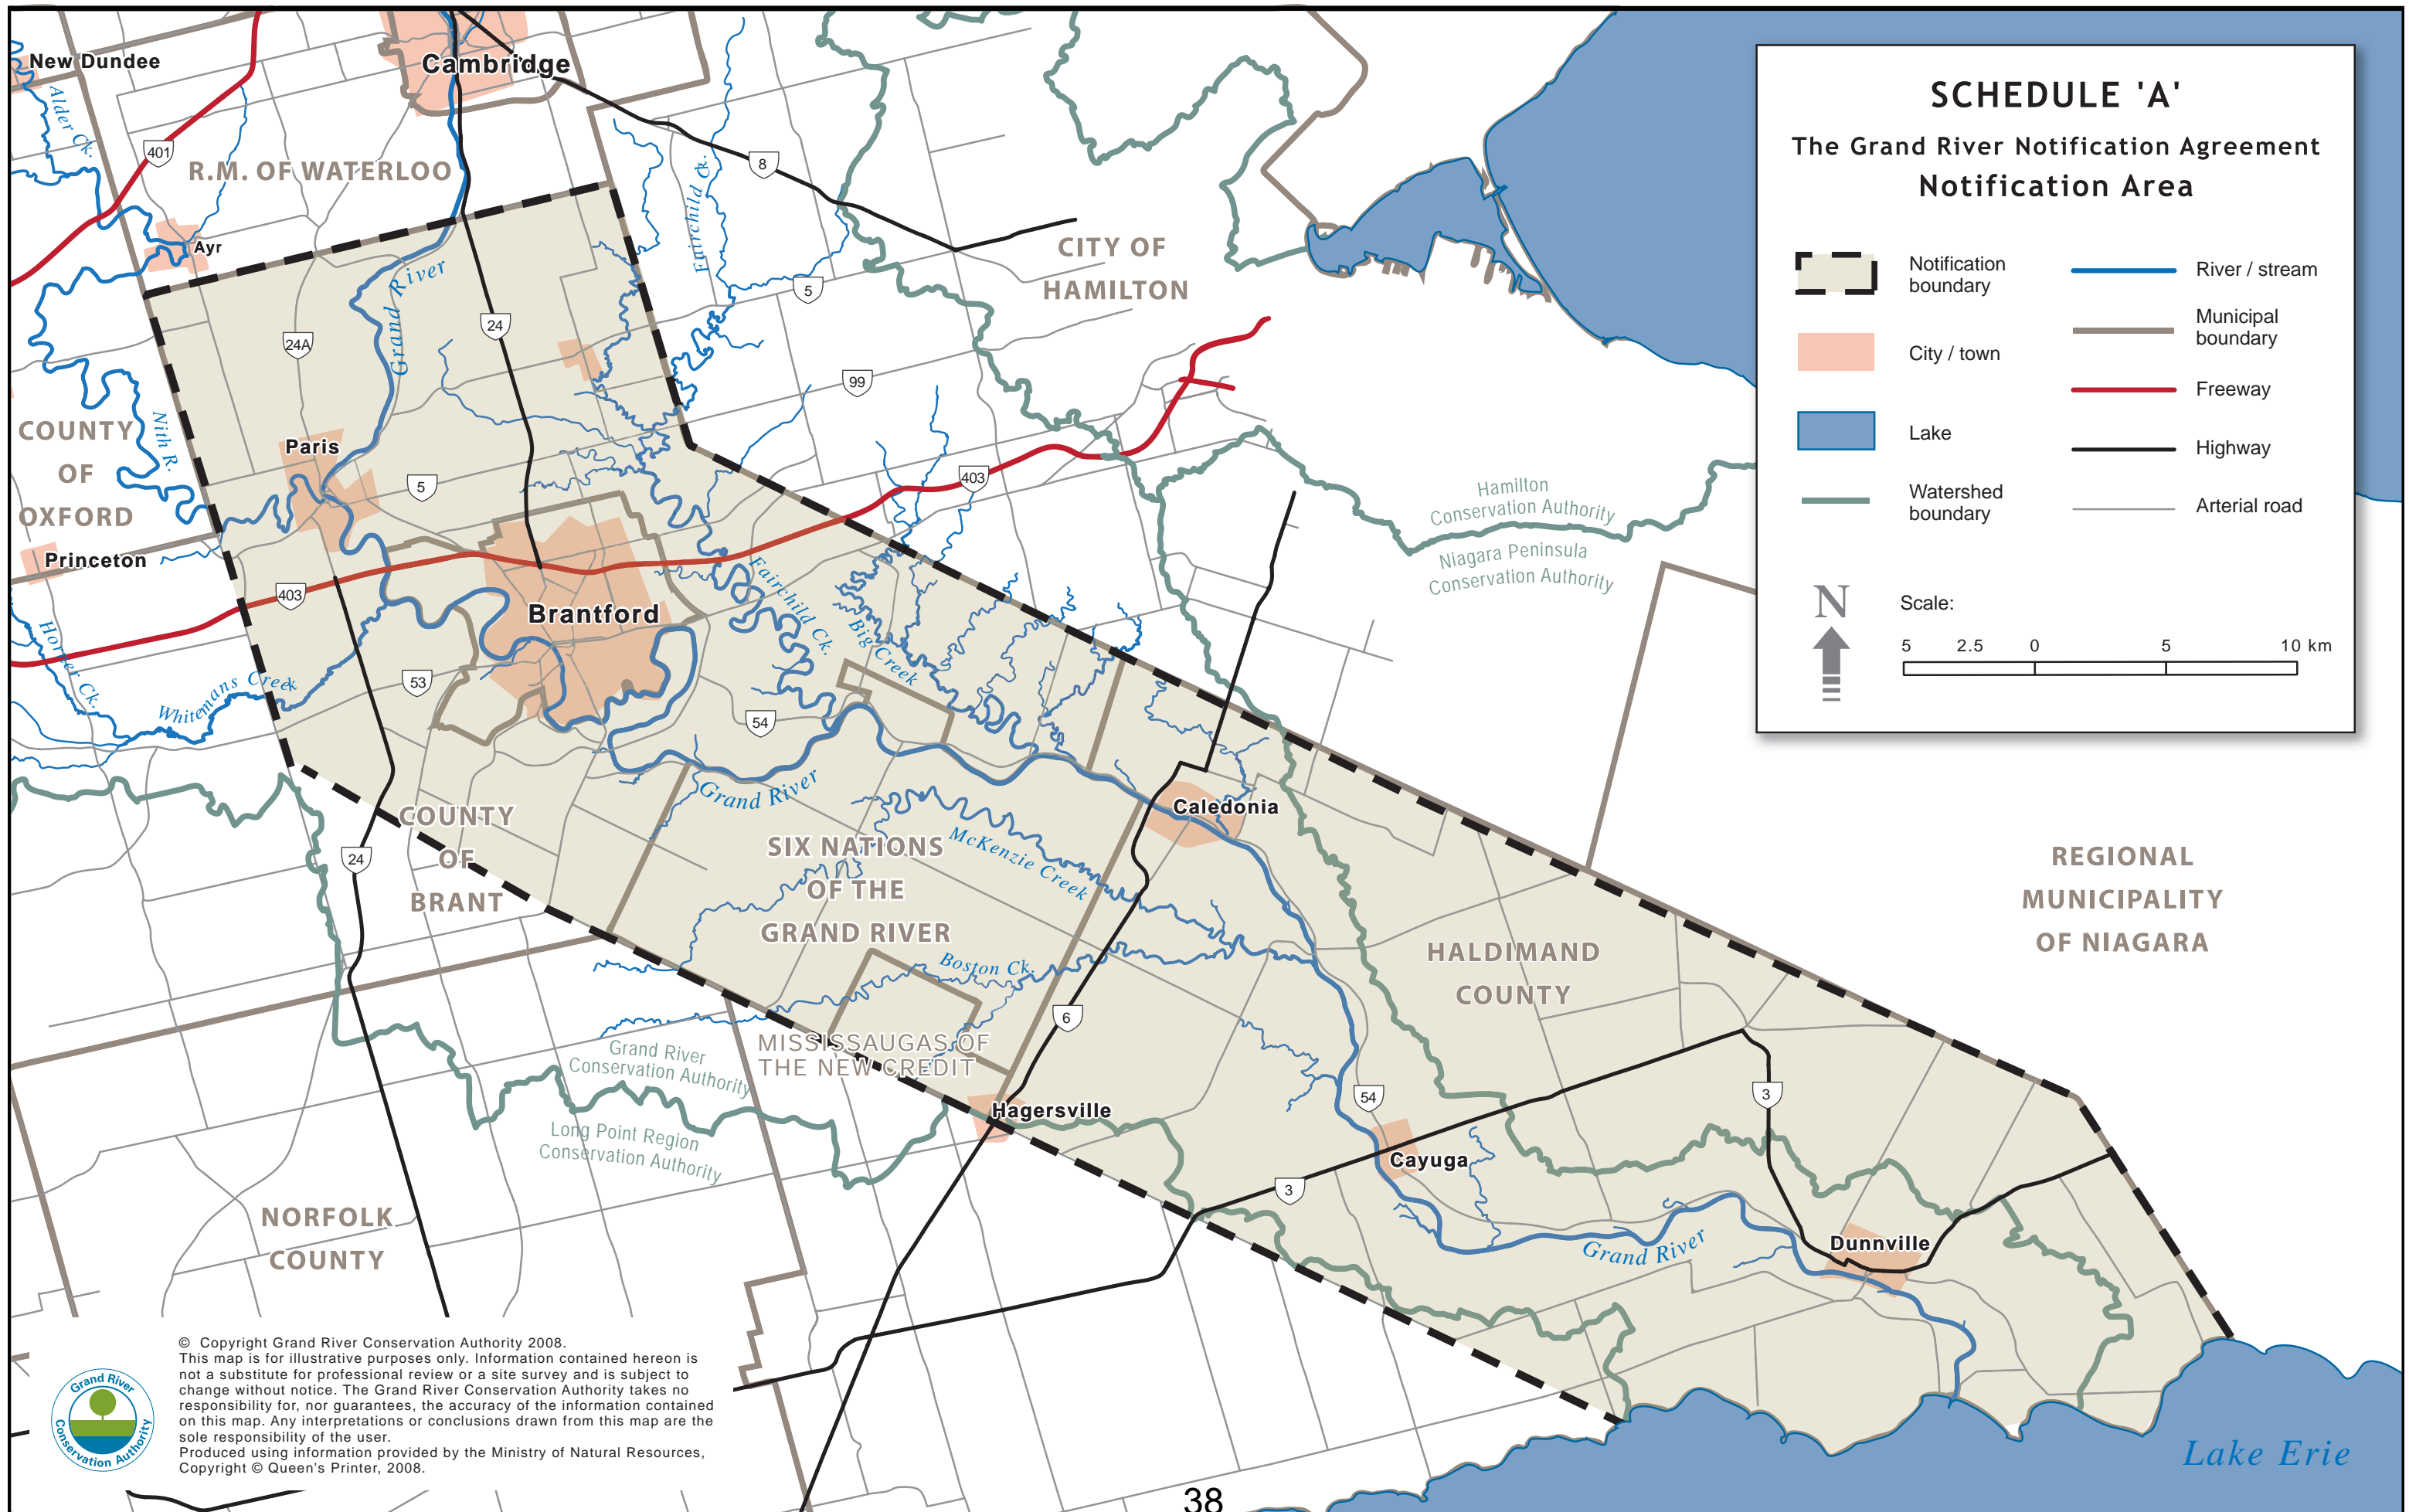 New Dundee
Cambridge
Alder Ck.
401
R.M. OF WATERLOO
8
Fairchild Ck.
Ayr
CITY OF
HAMILTON
5
Grand River
24
24A
99
COUNTY
OF
OXFORD
Nith R.
Paris
5
403
Princeton
403
Brantford
Fairchild Ck.
Big Creek
Horner Ck.
Whitemans Creek
53
54
Grand River
Hamilton
Conservation Authority
Niagara Peninsula
Conservation Authority
COUNTY
OF
BRANT
24
SIX NATIONS
OF THE
GRAND RIVER
McKenzie Creek
Caledonia
Boston Ck.
HALDIMAND
COUNTY
REGIONAL
MUNICIPALITY
OF NIAGARA
6
MISSISSAUGAS OF
THE NEW CREDIT
Grand River
Conservation Authority
Long Point Region
Conservation Authority
Hagersville
54
3
Cayuga
3
NORFOLK
COUNTY
Grand River
Dunnville
Lake Erie
SCHEDULE 'A'
The Grand River Notification Agreement
Notification Area
Notification
boundary
City / town
Lake
Watershed
boundary
River / stream
Municipal
boundary
Freeway
Highway
Arterial road
N
Scale:
5 2.5 0 5 10 km
Grand River
Conservation Authority
© Copyright Grand River Conservation Authority 2008.
This map is for illustrative purposes only. Information contained hereon is
not a substitute for professional review or a site survey and is subject to
change without notice. The Grand River Conservation Authority takes no
responsibility for, nor guarantees, the accuracy of the information contained
on this map. Any interpretations or conclusions drawn from this map are the
sole responsibility of the user.
Produced using information provided by the Ministry of Natural Resources,
Copyright © Queen's Printer, 2008.
38